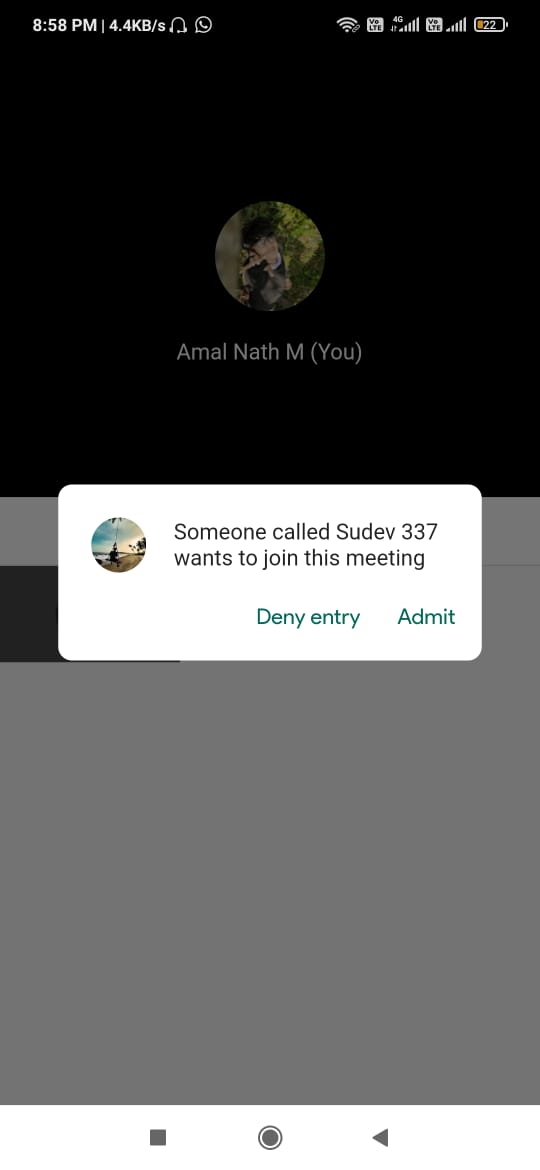 8:58 PM | 4.4KB/s Vo LTE 4G Vo LTE 22
Amal Nath M (You)
Someone called Sudev 337
wants to join this meeting
Deny entry Admit